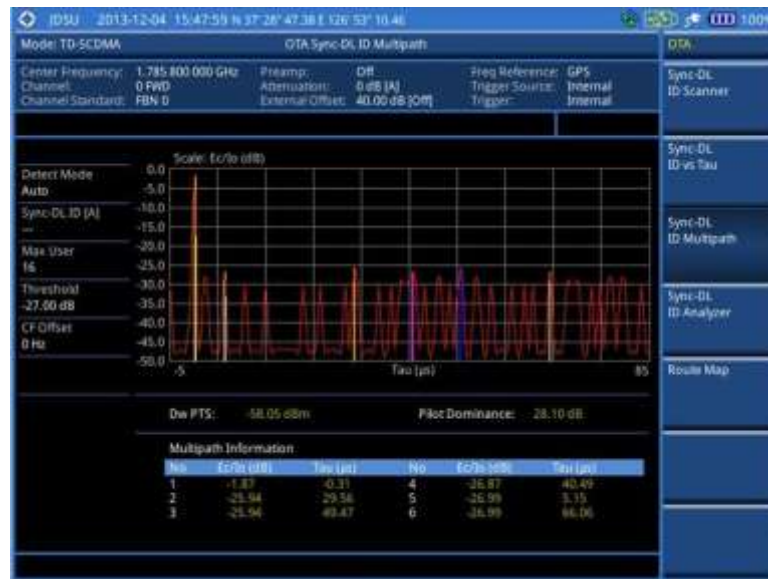 JDSU 2013-12-04 15:47:59 N 37° 26' 47.38 E 126° 53' 10.46 100%
Mode: TD-SCDMA OTA Sync-DL ID Multipath OTA
Center Frequency: 1.785 800 000 GHz Preamp: Off Freq Reference: GPS
Channel: 0 FWD Attenuation: 0 dB [A] Trigger Source: Internal
Channel Standard: FBN 0 External Offset: 40.00 dB [Off] Trigger: Internal
Sync-DL
ID Scanner
Sync-DL
ID vs Tau
Sync-DL
ID Multipath
Sync-DL
ID Analyzer
Route Map
Detect Mode
Auto
Sync-DL ID [A]
--
Max User
16
Threshold
-27.00 dB
CF Offset
0 Hz
Scale: Ec/Io (dB)
0.0
-5.0
-10.0
-15.0
-20.0
-25.0
-30.0
-35.0
-40.0
-45.0
-50.0
-5 Tau (µs) 85
Dw PTS: -58.05 dBm Pilot Dominance: 28.10 dB
Multipath Information
No Ec/Io (dB) Tau (µs) No Ec/Io (dB) Tau (µs)
1 -1.87 -0.31 4 -26.87 40.49
2 -25.94 29.56 5 -26.99 5.15
3 -25.94 49.47 6 -26.99 66.06